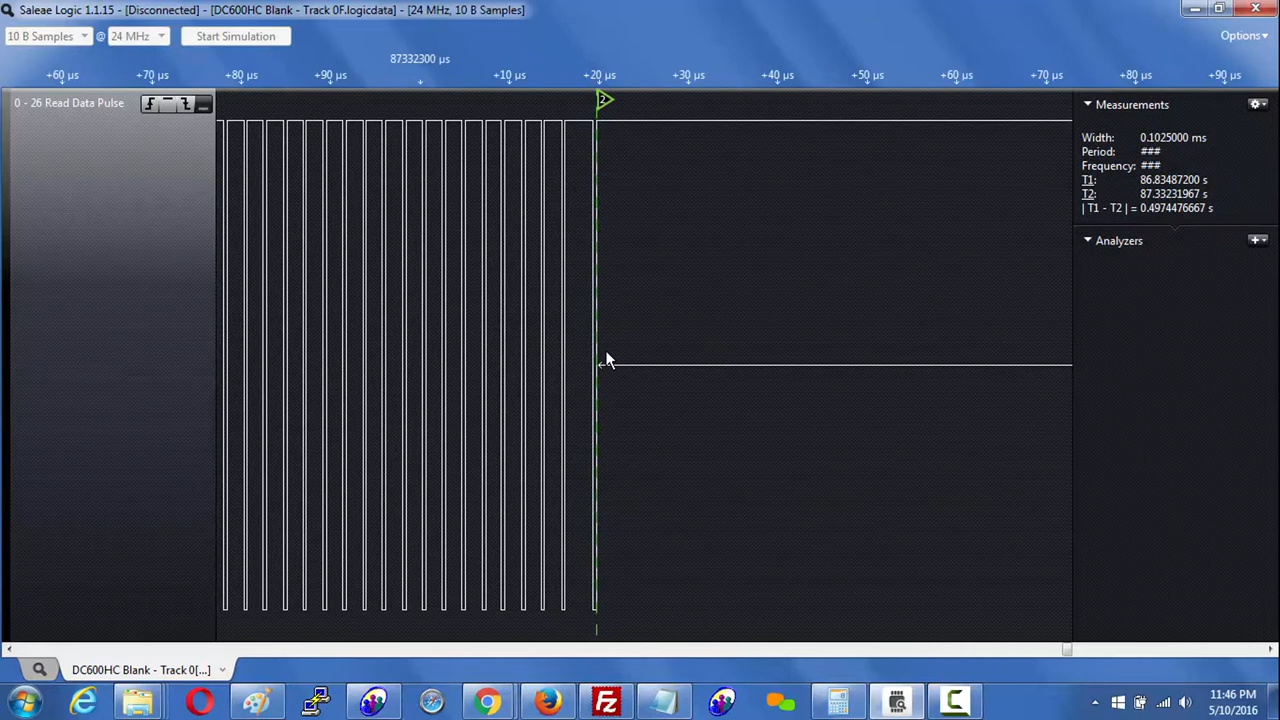 Saleae Logic 1.1.15 - [Disconnected] - [DC600HC Blank - Track 0F.logicdata] - [24 MHz, 10 B Samples]
10 B Samples @ 24 MHz Start Simulation Options
87332300 µs
+60 µs +70 µs +80 µs +90 µs +10 µs +20 µs +30 µs +40 µs +50 µs +60 µs +70 µs +80 µs +90 µs
0 - 26 Read Data Pulse
2
Measurements
Width: 0.1025000 ms
Period: ###
Frequency: ###
T1: 86.83487200 s
T2: 87.33231967 s
| T1 - T2 | = 0.4974476667 s
Analyzers
DC600HC Blank - Track 0[...]
11:46 PM
5/10/2016